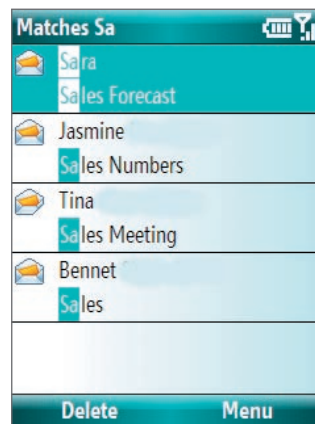 Matches Sa
Sara
Sales Forecast
Jasmine
Sales Numbers
Tina
Sales Meeting
Bennet
Sales
Delete Menu